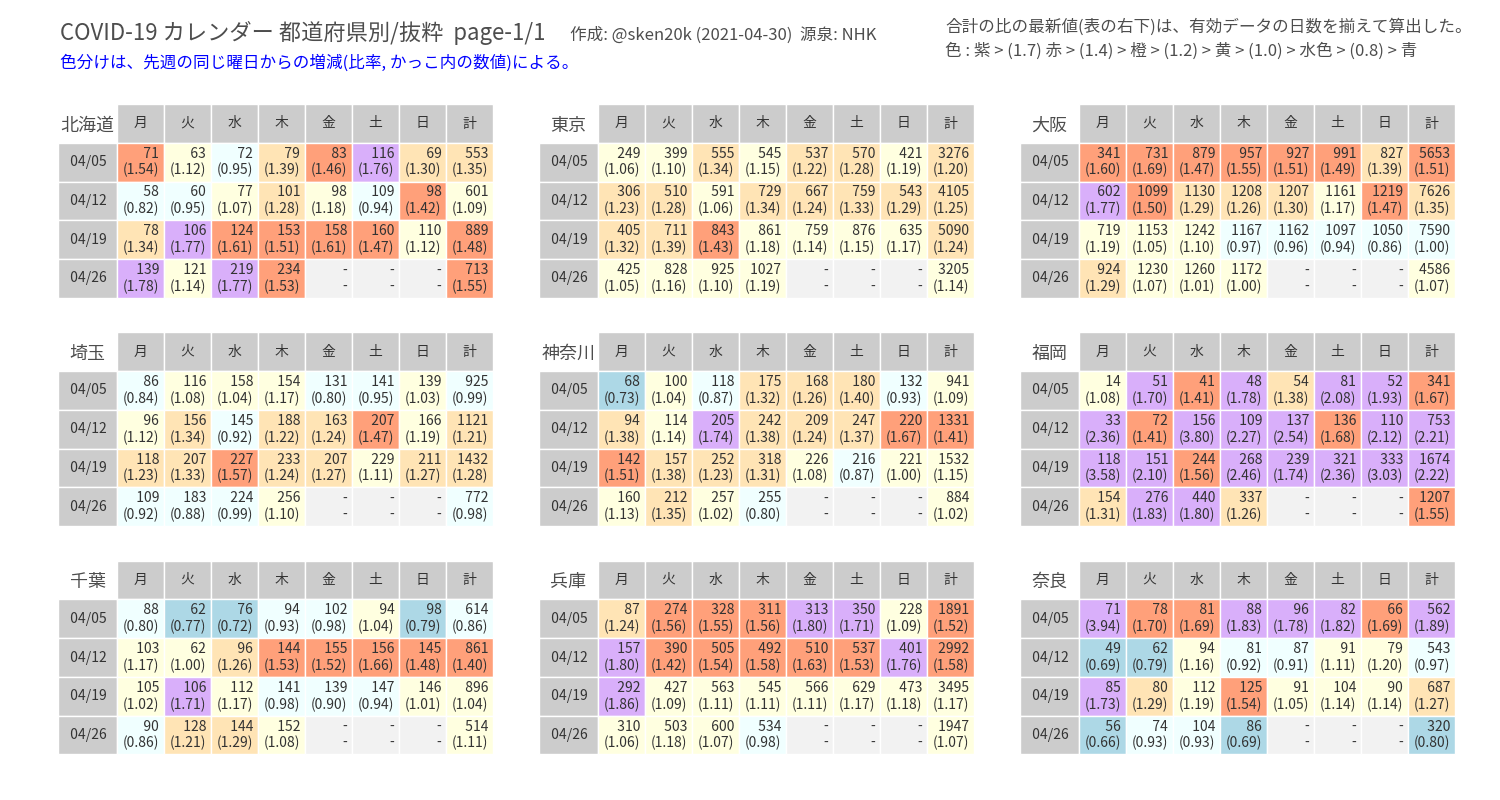 COVID-19 カレンダー 都道府県別/抜粋 page-1/1 作成: @sken20k (2021-04-30) 源泉: NHK
合計の比の最新値(表の右下)は、有効データの日数を揃えて算出した。
色分けは、先週の同じ曜日からの増減(比率, かっこ内の数値)による。
色 : 紫 > (1.7) 赤 > (1.4) > 橙 > (1.2) > 黄 > (1.0) > 水色 > (0.8) > 青
北海道 月 火 水 木 金 土 日 計
04/05 71 63 72 79 83 116 69 553
(1.54) (1.12) (0.95) (1.39) (1.46) (1.76) (1.30) (1.35)
04/12 58 60 77 101 98 109 98 601
(0.82) (0.95) (1.07) (1.28) (1.18) (0.94) (1.42) (1.09)
04/19 78 106 124 153 158 160 110 889
(1.34) (1.77) (1.61) (1.51) (1.61) (1.47) (1.12) (1.48)
04/26 139 121 219 234 - - - 713
(1.78) (1.14) (1.77) (1.53) - - - (1.55)
東京 月 火 水 木 金 土 日 計
04/05 249 399 555 545 537 570 421 3276
(1.06) (1.10) (1.34) (1.15) (1.22) (1.28) (1.19) (1.20)
04/12 306 510 591 729 667 759 543 4105
(1.23) (1.28) (1.06) (1.34) (1.24) (1.33) (1.29) (1.25)
04/19 405 711 843 861 759 876 635 5090
(1.32) (1.39) (1.43) (1.18) (1.14) (1.15) (1.17) (1.24)
04/26 425 828 925 1027 - - - 3205
(1.05) (1.16) (1.10) (1.19) - - - (1.14)
大阪 月 火 水 木 金 土 日 計
04/05 341 731 879 957 927 991 827 5653
(1.60) (1.69) (1.47) (1.55) (1.51) (1.49) (1.39) (1.51)
04/12 602 1099 1130 1208 1207 1161 1219 7626
(1.77) (1.50) (1.29) (1.26) (1.30) (1.17) (1.47) (1.35)
04/19 719 1153 1242 1167 1162 1097 1050 7590
(1.19) (1.05) (1.10) (0.97) (0.96) (0.94) (0.86) (1.00)
04/26 924 1230 1260 1172 - - - 4586
(1.29) (1.07) (1.01) (1.00) - - - (1.07)
埼玉 月 火 水 木 金 土 日 計
04/05 86 116 158 154 131 141 139 925
(0.84) (1.08) (1.04) (1.17) (0.80) (0.95) (1.03) (0.99)
04/12 96 156 145 188 163 207 166 1121
(1.12) (1.34) (0.92) (1.22) (1.24) (1.47) (1.19) (1.21)
04/19 118 207 227 233 207 229 211 1432
(1.23) (1.33) (1.57) (1.24) (1.27) (1.11) (1.27) (1.28)
04/26 109 183 224 256 - - - 772
(0.92) (0.88) (0.99) (1.10) - - - (0.98)
神奈川 月 火 水 木 金 土 日 計
04/05 68 100 118 175 168 180 132 941
(0.73) (1.04) (0.87) (1.32) (1.26) (1.40) (0.93) (1.09)
04/12 94 114 205 242 209 247 220 1331
(1.38) (1.14) (1.74) (1.38) (1.24) (1.37) (1.67) (1.41)
04/19 142 157 252 318 226 216 221 1532
(1.51) (1.38) (1.23) (1.31) (1.08) (0.87) (1.00) (1.15)
04/26 160 212 257 255 - - - 884
(1.13) (1.35) (1.02) (0.80) - - - (1.02)
福岡 月 火 水 木 金 土 日 計
04/05 14 51 41 48 54 81 52 341
(1.08) (1.70) (1.41) (1.78) (1.38) (2.08) (1.93) (1.67)
04/12 33 72 156 109 137 136 110 753
(2.36) (1.41) (3.80) (2.27) (2.54) (1.68) (2.12) (2.21)
04/19 118 151 244 268 239 321 333 1674
(3.58) (2.10) (1.56) (2.46) (1.74) (2.36) (3.03) (2.22)
04/26 154 276 440 337 - - - 1207
(1.31) (1.83) (1.80) (1.26) - - - (1.55)
千葉 月 火 水 木 金 土 日 計
04/05 88 62 76 94 102 94 98 614
(0.80) (0.77) (0.72) (0.93) (0.98) (1.04) (0.79) (0.86)
04/12 103 62 96 144 155 156 145 861
(1.17) (1.00) (1.26) (1.53) (1.52) (1.66) (1.48) (1.40)
04/19 105 106 112 141 139 147 146 896
(1.02) (1.71) (1.17) (0.98) (0.90) (0.94) (1.01) (1.04)
04/26 90 128 144 152 - - - 514
(0.86) (1.21) (1.29) (1.08) - - - (1.11)
兵庫 月 火 水 木 金 土 日 計
04/05 87 274 328 311 313 350 228 1891
(1.24) (1.56) (1.55) (1.56) (1.80) (1.71) (1.09) (1.52)
04/12 157 390 505 492 510 537 401 2992
(1.80) (1.42) (1.54) (1.58) (1.63) (1.53) (1.76) (1.58)
04/19 292 427 563 545 566 629 473 3495
(1.86) (1.09) (1.11) (1.11) (1.11) (1.17) (1.18) (1.17)
04/26 310 503 600 534 - - - 1947
(1.06) (1.18) (1.07) (0.98) - - - (1.07)
奈良 月 火 水 木 金 土 日 計
04/05 71 78 81 88 96 82 66 562
(3.94) (1.70) (1.69) (1.83) (1.78) (1.82) (1.69) (1.89)
04/12 49 62 94 81 87 91 79 543
(0.69) (0.79) (1.16) (0.92) (0.91) (1.11) (1.20) (0.97)
04/19 85 80 112 125 91 104 90 687
(1.73) (1.29) (1.19) (1.54) (1.05) (1.14) (1.14) (1.27)
04/26 56 74 104 86 - - - 320
(0.66) (0.93) (0.93) (0.69) - - - (0.80)